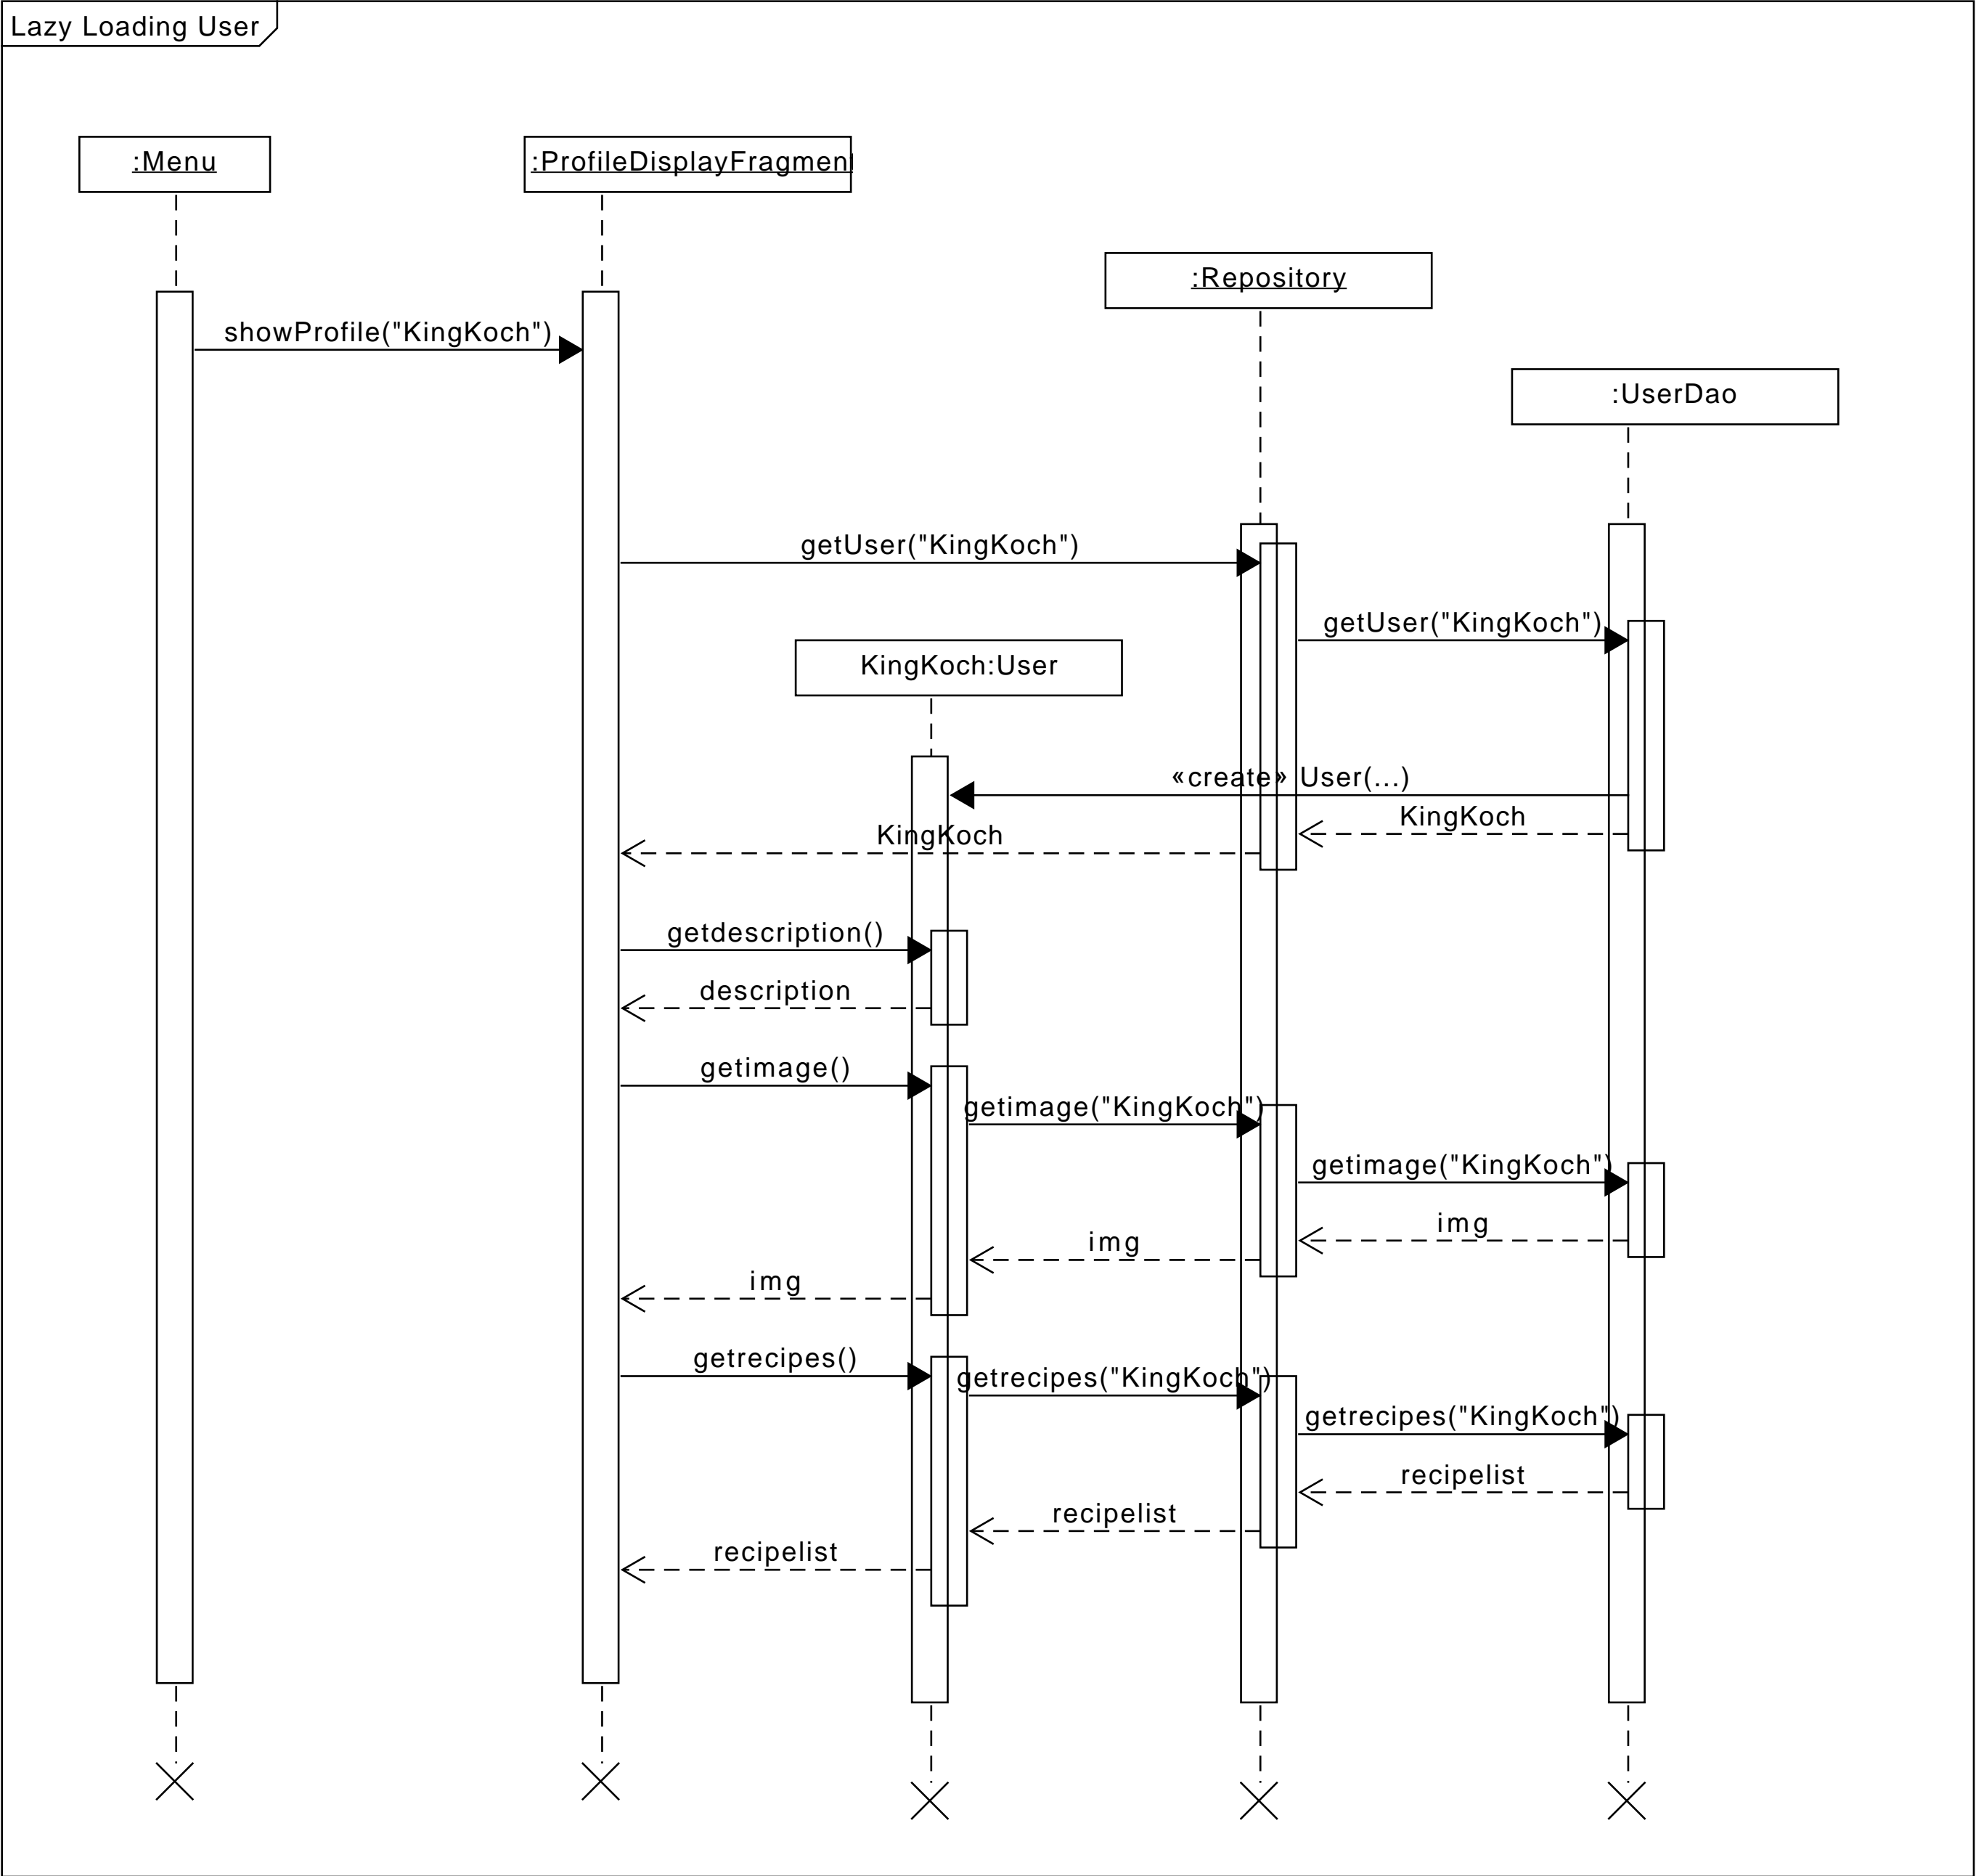 Lazy Loading User
:Menu
:ProfileDisplayFragment
:Repository
showProfile("KingKoch")
:UserDao
getUser("KingKoch")
getUser("KingKoch")
KingKoch:User
«create» User(...)
KingKoch
KingKoch
getdescription()
description
getimage()
getimage("KingKoch")
getimage("KingKoch")
img
img
img
getrecipes()
getrecipes("KingKoch")
getrecipes("KingKoch")
recipelist
recipelist
recipelist